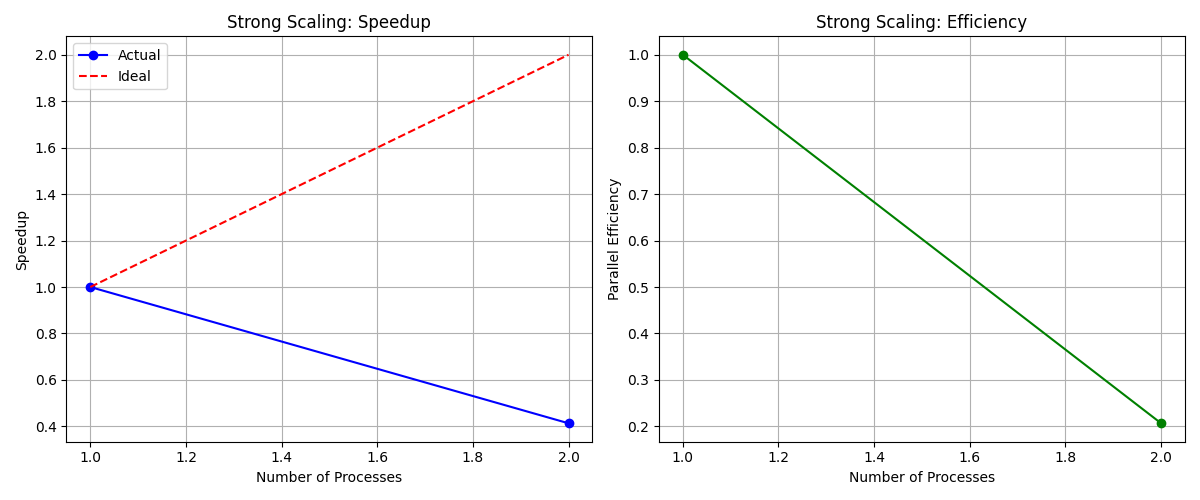 Strong Scaling: Speedup
Actual
Ideal
2.0
1.8
1.6
1.4
1.2
1.0
0.8
0.6
0.4
Speedup
1.0 1.2 1.4 1.6 1.8 2.0
Number of Processes
Strong Scaling: Efficiency
1.0
0.9
0.8
0.7
0.6
0.5
0.4
0.3
0.2
Parallel Efficiency
1.0 1.2 1.4 1.6 1.8 2.0
Number of Processes